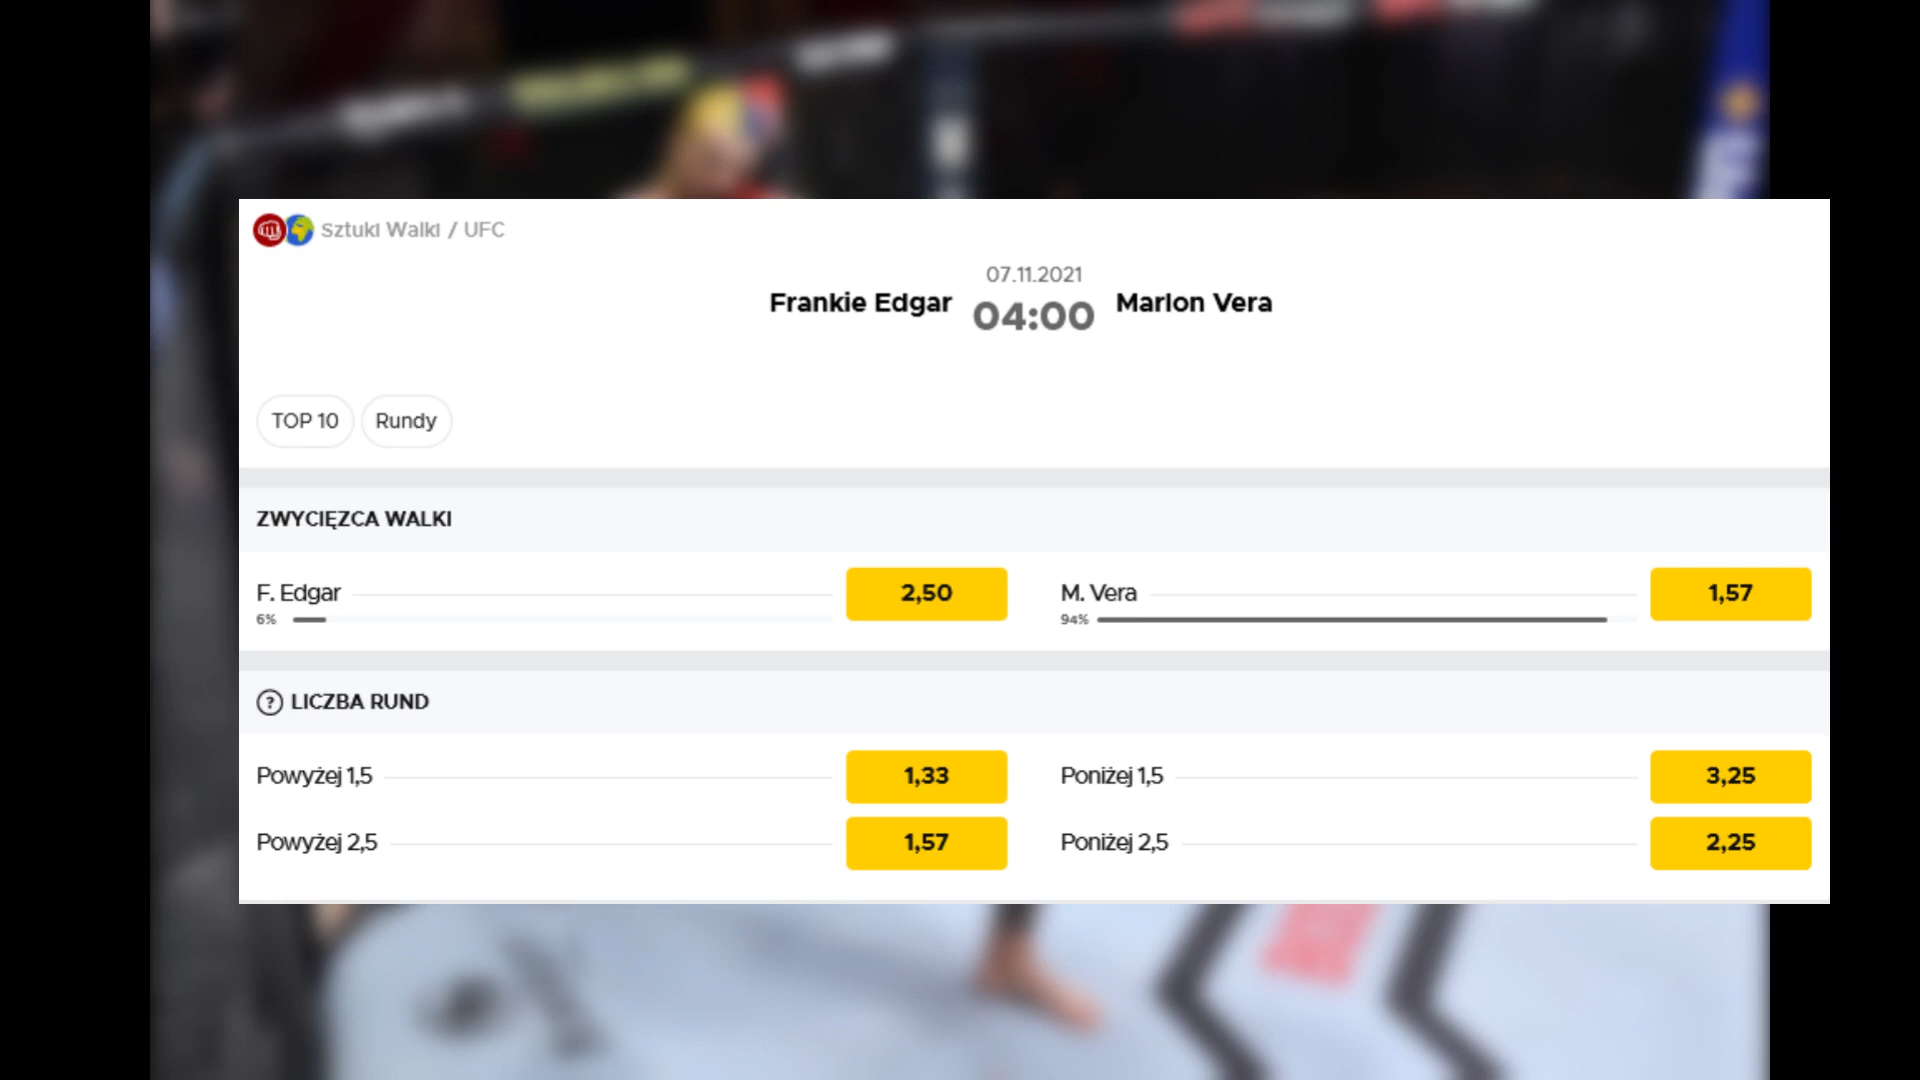 Sztuki Walki / UFC
07.11.2021
Frankie Edgar 04:00 Marlon Vera
TOP 10 Rundy
ZWYCIĘZCA WALKI
F. Edgar 2,50 M. Vera 1,57
6% 94%
? LICZBA RUND
Powyżej 1,5 1,33 Poniżej 1,5 3,25
Powyżej 2,5 1,57 Poniżej 2,5 2,25